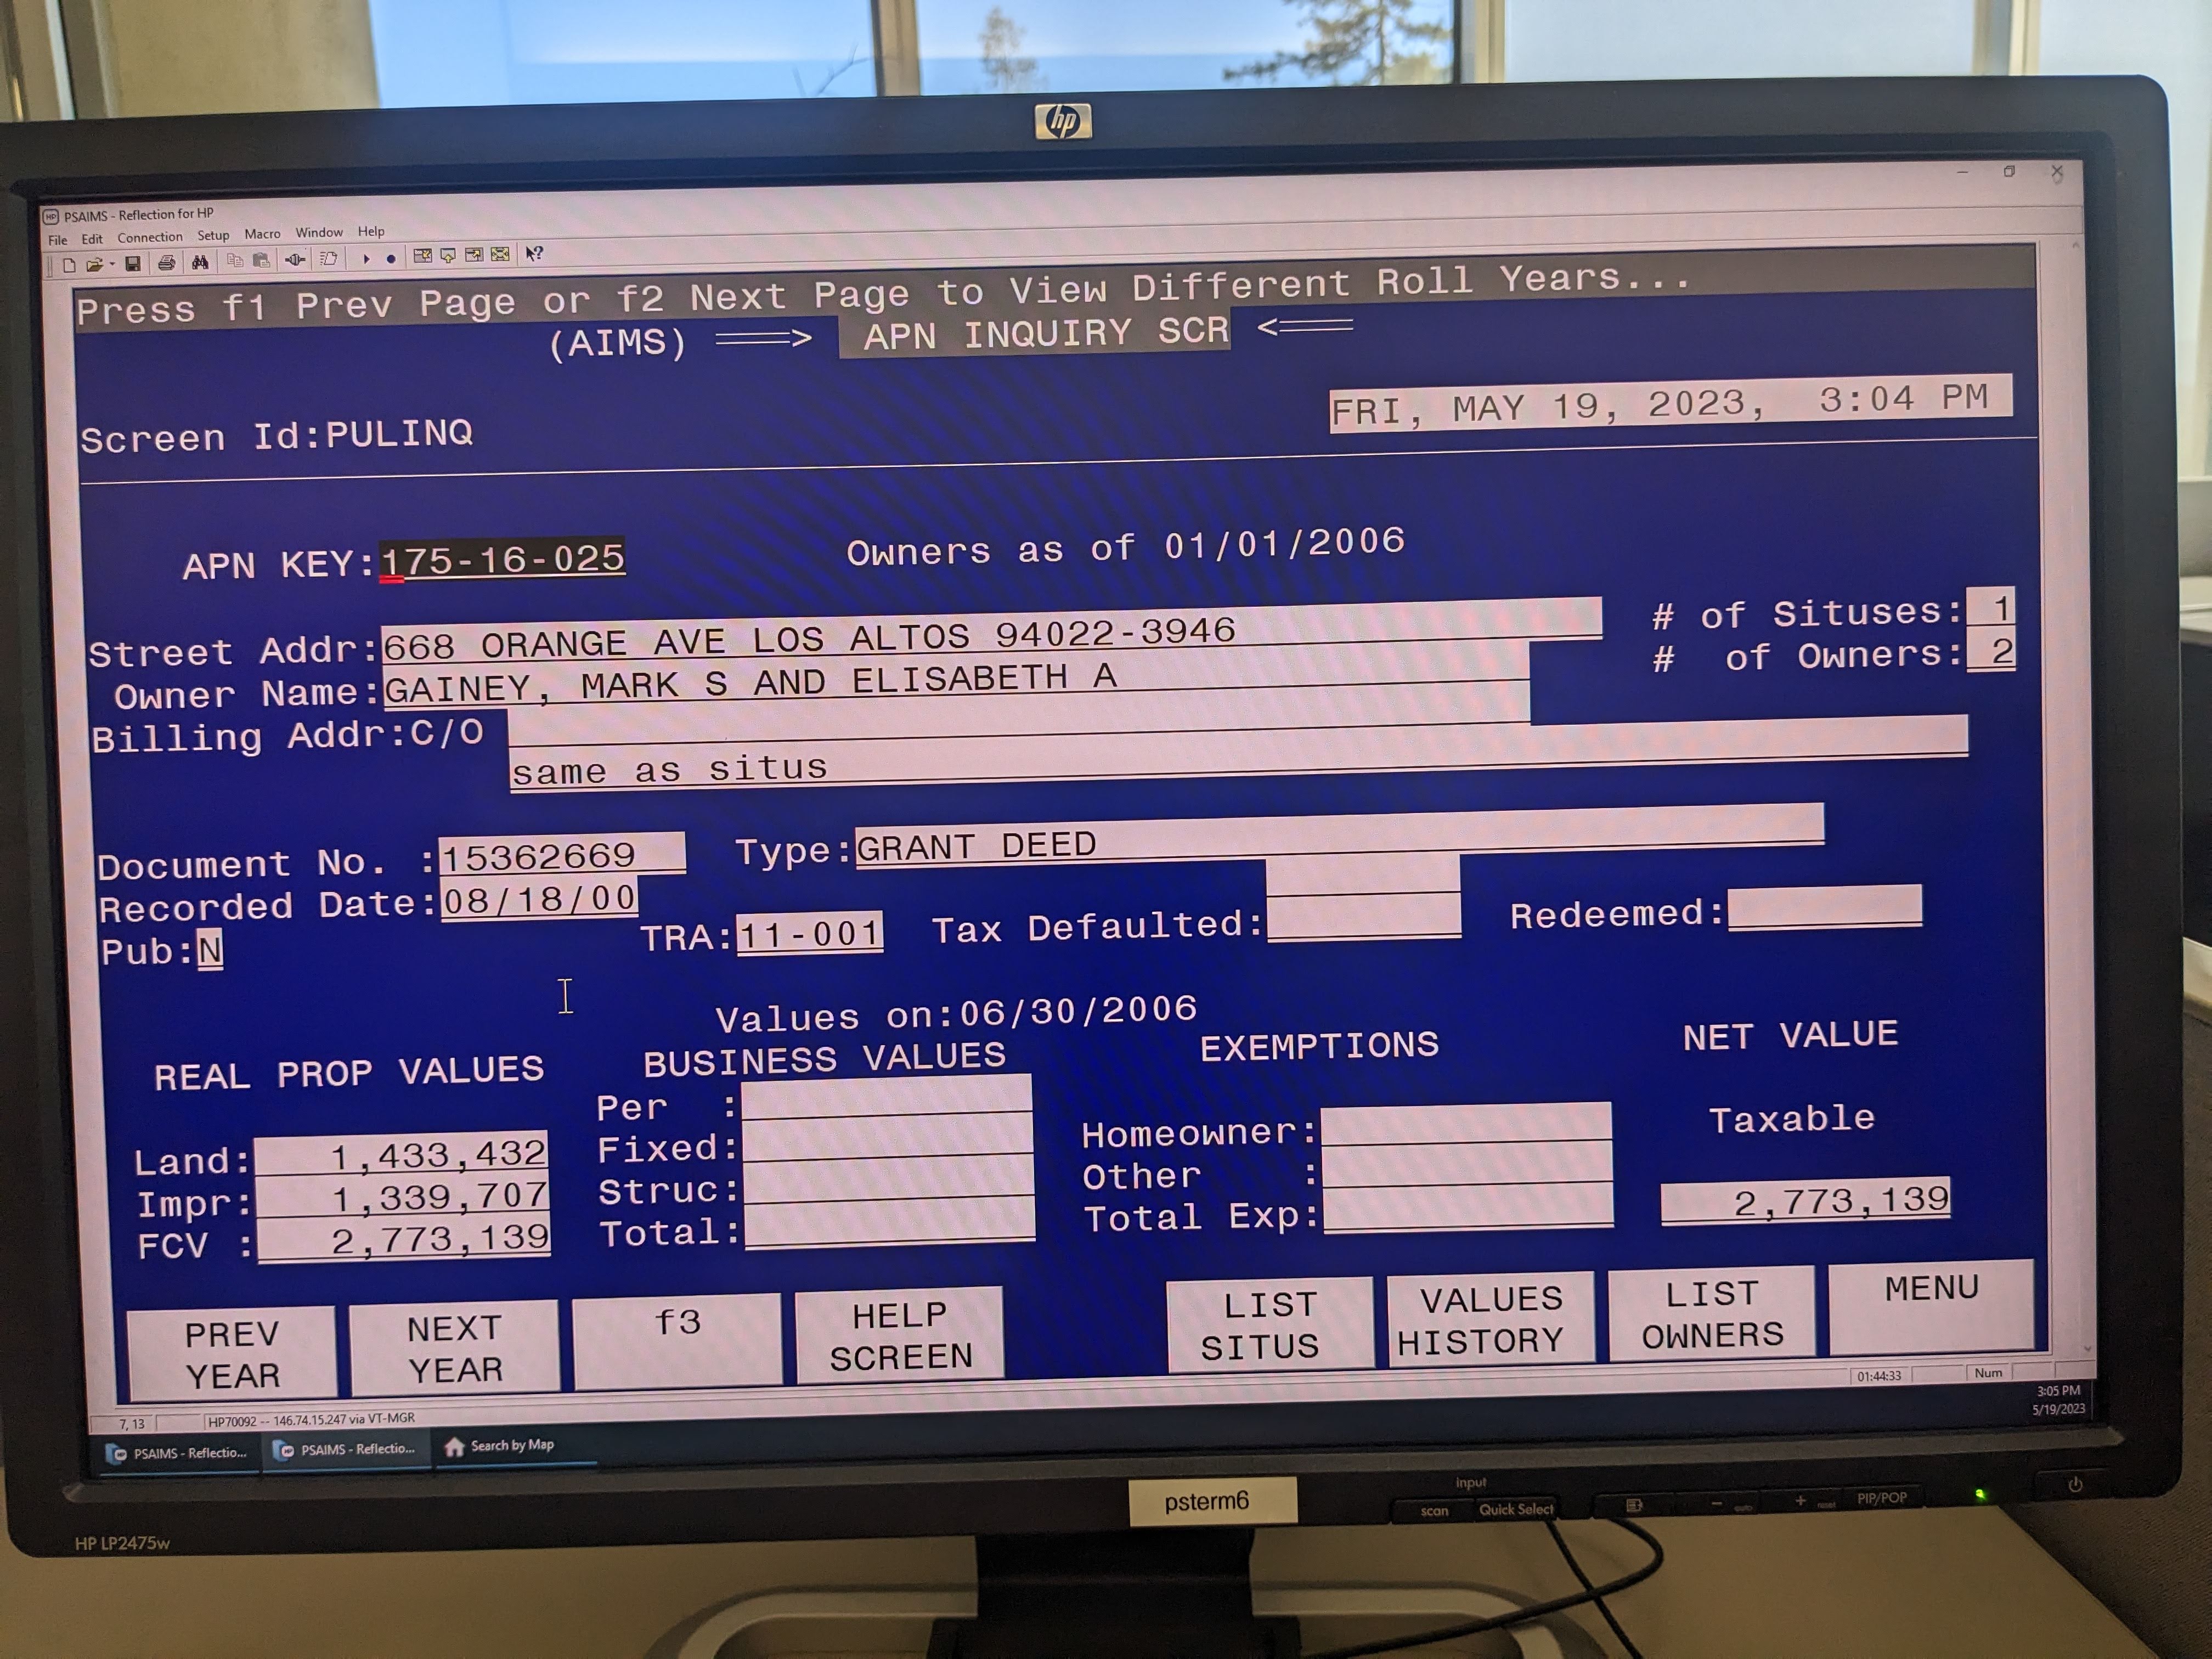 hp
PSAIMS - Reflection for HP
File Edit Connection Setup Macro Window Help
Press f1 Prev Page or f2 Next Page to View Different Roll Years...
(AIMS) ===> APN INQUIRY SCR <===
Screen Id:PULINQ
FRI, MAY 19, 2023, 3:04 PM
APN KEY:175-16-025 Owners as of 01/01/2006
Street Addr:668 ORANGE AVE LOS ALTOS 94022-3946 # of Situses: 1
Owner Name:GAINEY, MARK S AND ELISABETH A # of Owners: 2
Billing Addr:C/O
same as situs
Document No. :15362669 Type:GRANT DEED
Recorded Date:08/18/00
Pub:N TRA:11-001 Tax Defaulted: Redeemed:
Values on:06/30/2006
REAL PROP VALUES BUSINESS VALUES EXEMPTIONS NET VALUE
Per :
Land: 1,433,432 Fixed: Homeowner: Taxable
Impr: 1,339,707 Struc: Other :
FCV : 2,773,139 Total: Total Exp: 2,773,139
PREV YEAR
NEXT YEAR
f3
HELP SCREEN
LIST SITUS
VALUES HISTORY
LIST OWNERS
MENU
01:44:33 Num
7, 13 HP70092 -- 146.74.15.247 via VT-MGR
PSAIMS - Reflectio... PSAIMS - Reflectio... Search by Map
3:05 PM
5/19/2023
psterm6
input
scan Quick Select - auto + reset PIP/POP
HP LP2475w